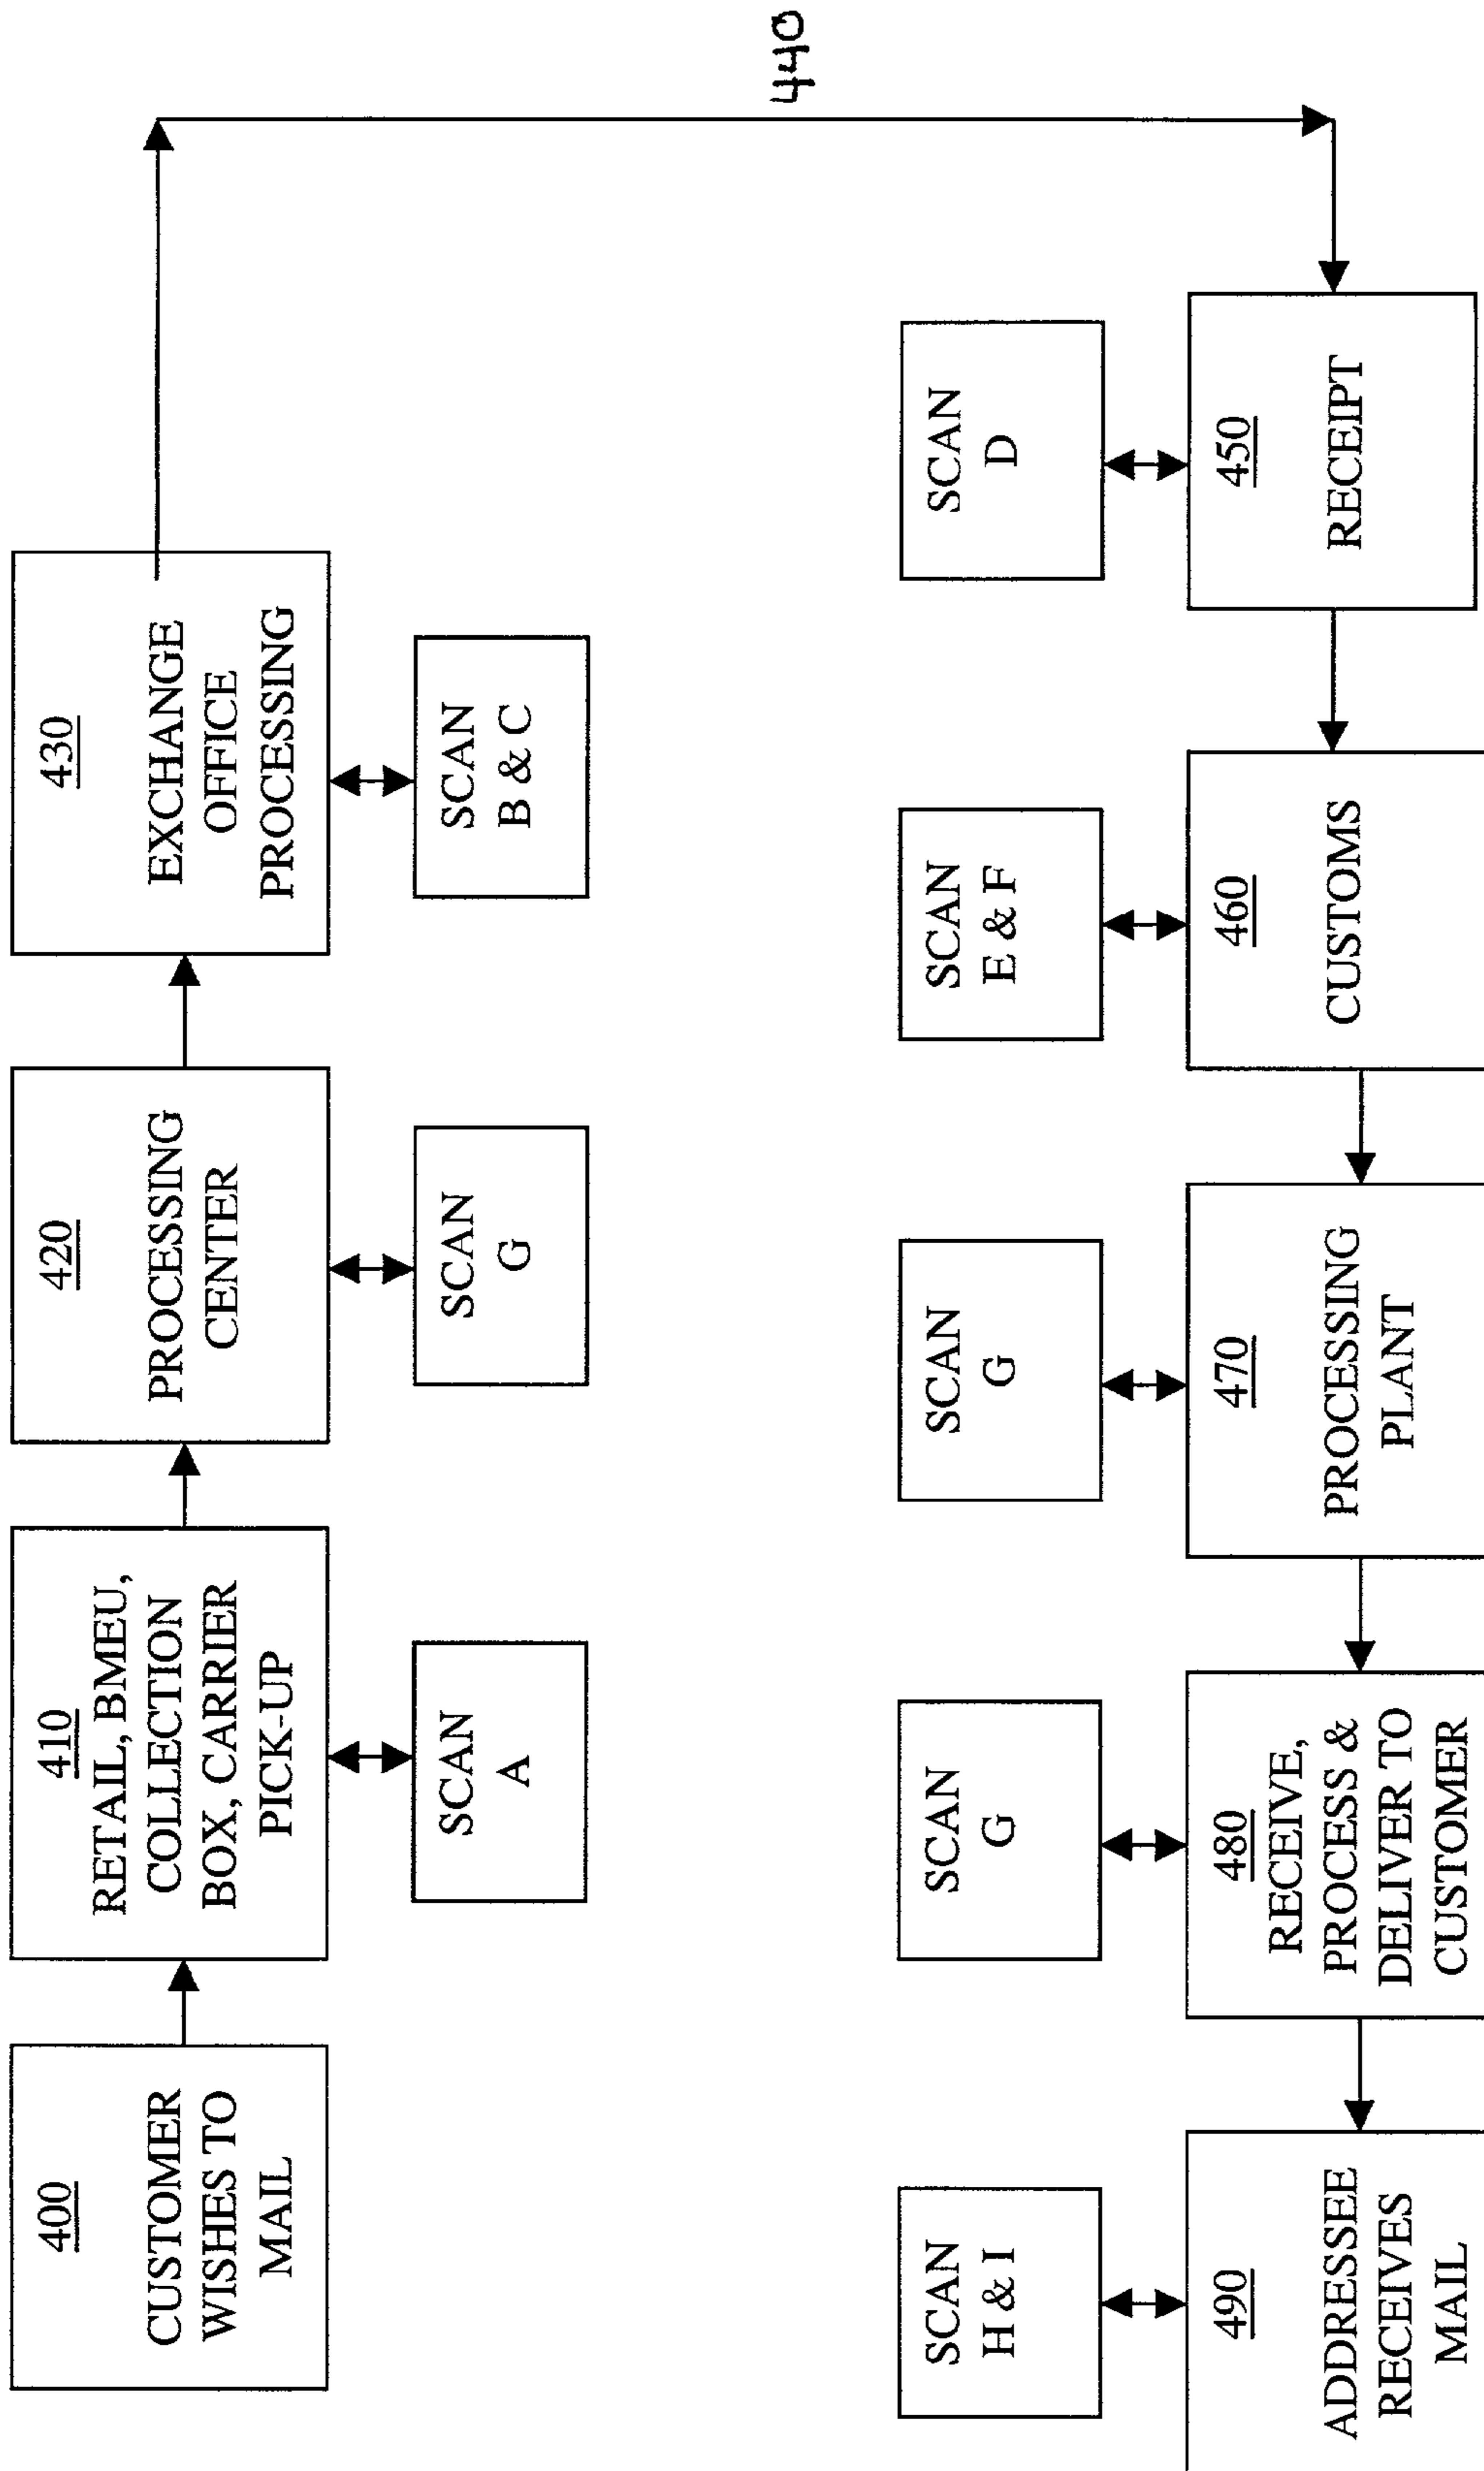 400
CUSTOMER
WISHES TO
MAIL
410
RETAIL, BMEU,
COLLECTION
BOX, CARRIER
PICK-UP
SCAN
A
420
PROCESSING
CENTER
SCAN
G
430
EXCHANGE
OFFICE
PROCESSING
SCAN
B & C
440
SCAN
D
450
RECEIPT
SCAN
E & F
460
CUSTOMS
SCAN
G
470
PROCESSING
PLANT
SCAN
G
480
RECEIVE,
PROCESS &
DELIVER TO
CUSTOMER
SCAN
H & I
490
ADDRESSEE
RECEIVES
MAIL